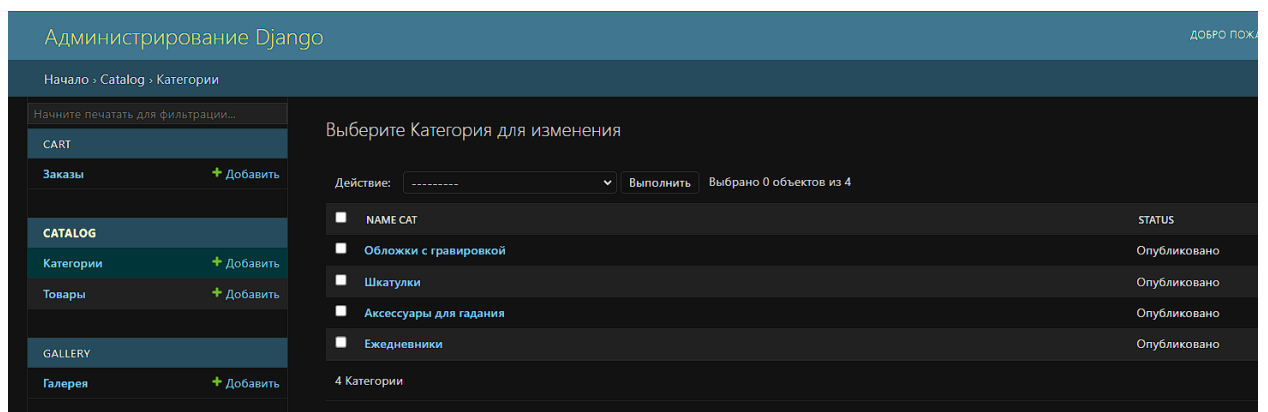 Администрирование Django
ДОБРО
Начало › Catalog › Категории
Начните печатать для фильтрации...
CART
Заказы + Добавить
CATALOG
Категории + Добавить
Товары + Добавить
GALLERY
Галерея + Добавить
Выберите Категория для изменения
Действие: --------- Выполнить Выбрано 0 объектов из 4
NAME CAT STATUS
Обложки с гравировкой Опубликовано
Шкатулки Опубликовано
Аксессуары для гадания Опубликовано
Ежедневники Опубликовано
4 Категории